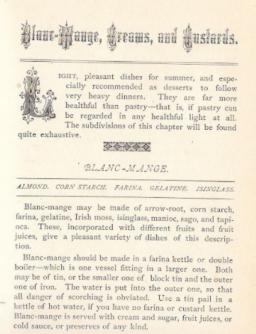 Blanc-Mange, Creams, and Custards.
LIGHT, pleasant dishes for summer, and espe-
cially recommended as desserts to follow
very heavy dinners. They are far more
healthful than pastry—that is, if pastry can
be regarded in any healthful light at all.
The subdivisions of this chapter will be found
quite exhaustive.
BLANC-MANGE.
ALMOND. CORN STARCH. FARINA. GELATINE. ISINGLASS.
Blanc-mange may be made of arrow-root, corn starch,
farina, gelatine, Irish moss, isinglass, manioc, sago, and tapi-
oca. These, incorporated with different fruits and fruit
juices, give a pleasant variety of dishes of this descrip-
tion.
Blanc-mange should be made in a farina kettle or double
boiler—which is one vessel fitting in a larger one. Both
may be of tin, or the smaller one of block tin and the outer
one of iron. The water is put into the outer one, so that
all danger of scorching is obviated. Use a tin pail in a
kettle of hot water, if you have no farina or custard kettle.
Blanc-mange is served with cream and sugar, fruit juices, or
cold sauce, or preserves of any kind.